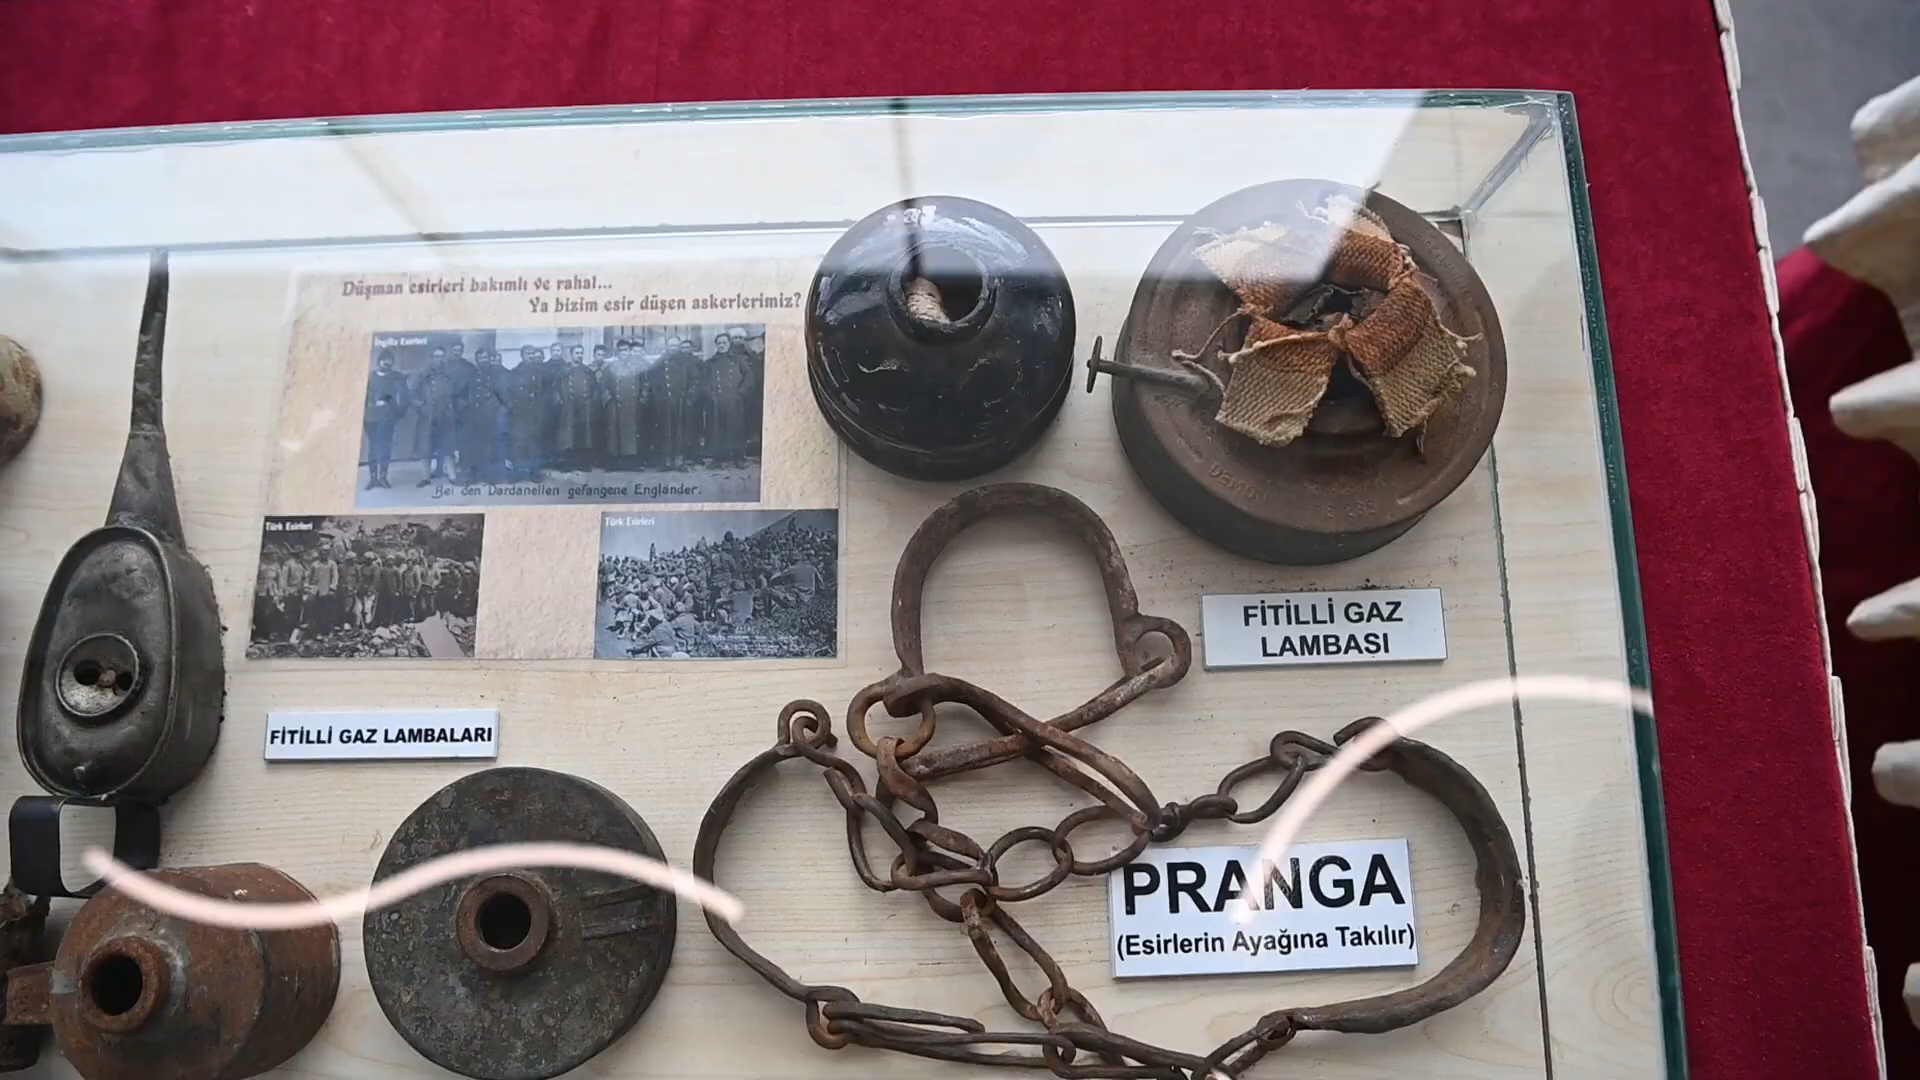 Düşman esirleri bakımlı ve rahat...
Ya bizim esir düşen askerlerimiz?
İngiliz Esirleri
Bei den Dardanellen gefangene Engländer.
Türk Esirleri
Türk Esirleri
FİTİLLİ GAZ
LAMBASI
FİTİLLİ GAZ LAMBALARI
PRANGA
(Esirlerin Ayağına Takılır)